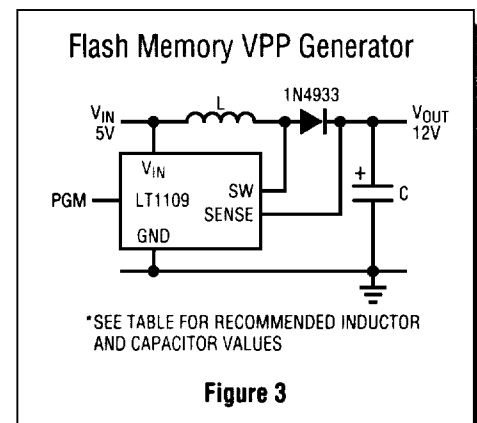 Flash Memory VPP Generator
L
1N4933
VIN
5V
VOUT
12V
VIN
PGM
LT1109
SW
SENSE
GND
+
C
*SEE TABLE FOR RECOMMENDED INDUCTOR
AND CAPACITOR VALUES
Figure 3